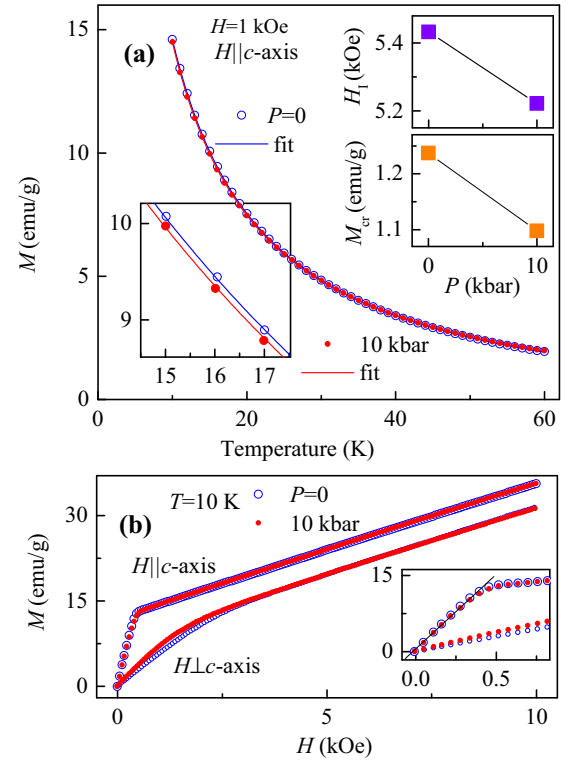 (a)
H=1 kOe
H||c-axis
P=0
fit
10 kbar
fit
M (emu/g)
15
10
5
0
0
20
40
60
Temperature (K)
10
9
15
16
17
H₁ (kOe)
5.4
5.2
M_cr (emu/g)
1.2
1.1
0
10
P (kbar)
(b)
T=10 K
P=0
10 kbar
H||c-axis
H⊥c-axis
M (emu/g)
30
15
0
0
5
10
H (kOe)
15
0
0.0
0.5